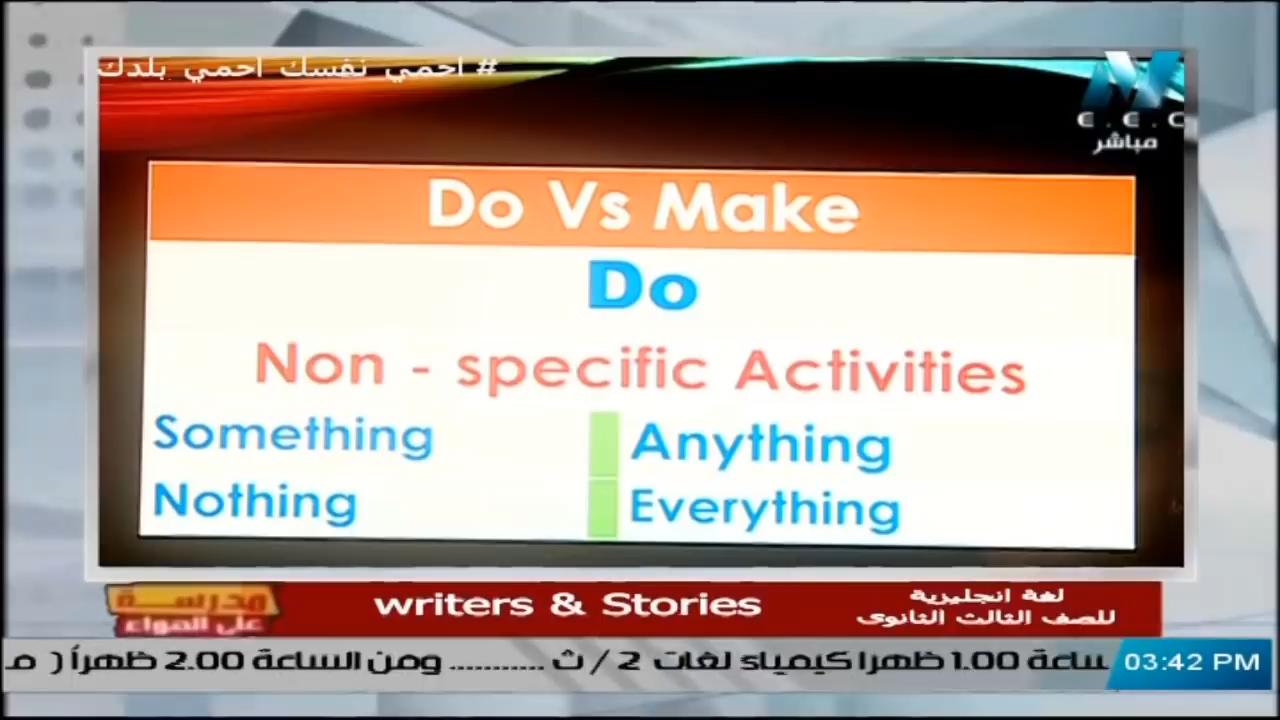 # احمي نفسك احمي بلدك
E.E.C
مباشر
Do Vs Make
Do
Non - specific Activities
Something
Anything
Nothing
Everything
مدرسة
على الهواء
writers & Stories
لغة انجليزية
للصف الثالث الثانوى
ساعة 1.00 ظهرا كيمياء لغات 2 / ث ........... ومن الساعة 2.00 ظهراً (
03:42 PM